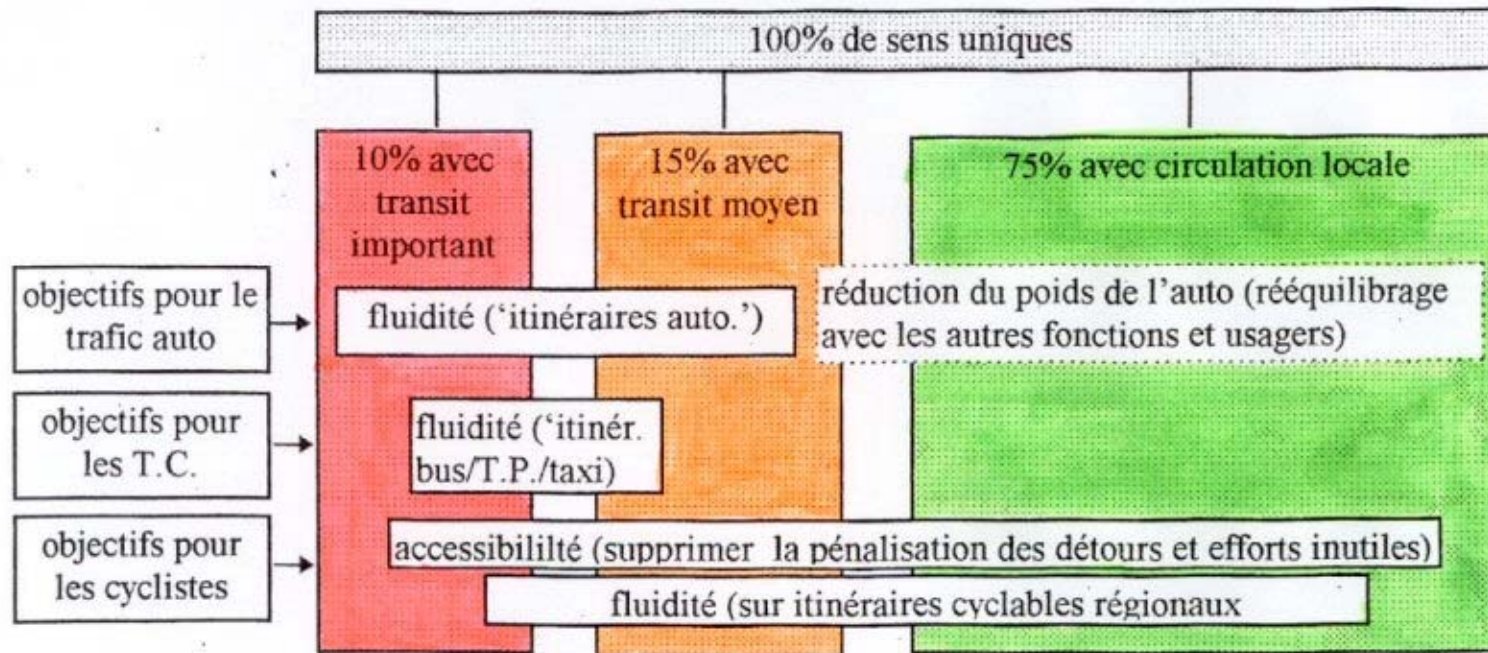 100% de sens uniques
10% avec
transit
important
15% avec
transit moyen
75% avec circulation locale
objectifs pour le
trafic auto
fluidité (‘itinéraires auto.’)
réduction du poids de l’auto (rééquilibrage
avec les autres fonctions et usagers)
objectifs pour
les T.C.
fluidité (‘itinér.
bus/T.P./taxi)
objectifs pour
les cyclistes
accessibililté (supprimer la pénalisation des détours et efforts inutiles)
fluidité (sur itinéraires cyclables régionaux